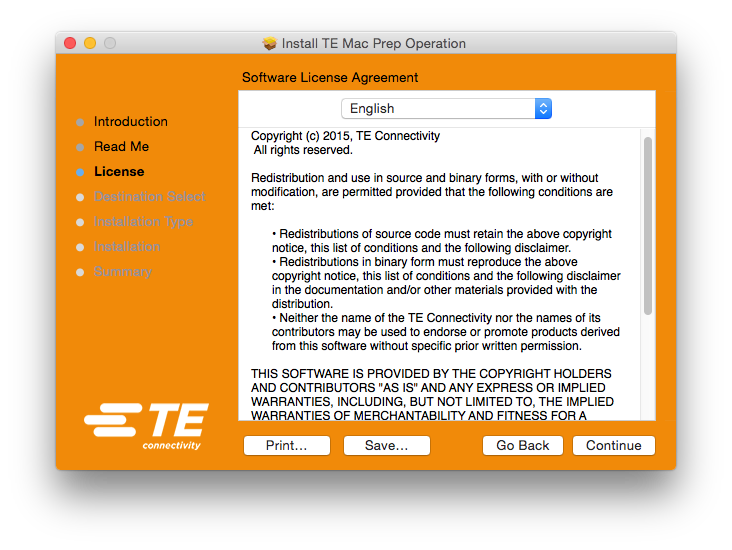 Install TE Mac Prep Operation
Software License Agreement
Introduction
Read Me
License
Destination Select
Installation Type
Installation
Summary
English
Copyright (c) 2015, TE Connectivity
All rights reserved.
Redistribution and use in source and binary forms, with or without
modification, are permitted provided that the following conditions are
met:
• Redistributions of source code must retain the above copyright
notice, this list of conditions and the following disclaimer.
• Redistributions in binary form must reproduce the above
copyright notice, this list of conditions and the following disclaimer
in the documentation and/or other materials provided with the
distribution.
• Neither the name of the TE Connectivity nor the names of its
contributors may be used to endorse or promote products derived
from this software without specific prior written permission.
THIS SOFTWARE IS PROVIDED BY THE COPYRIGHT HOLDERS
AND CONTRIBUTORS "AS IS" AND ANY EXPRESS OR IMPLIED
WARRANTIES, INCLUDING, BUT NOT LIMITED TO, THE IMPLIED
WARRANTIES OF MERCHANTABILITY AND FITNESS FOR A
TE
connectivity
Print...
Save...
Go Back
Continue